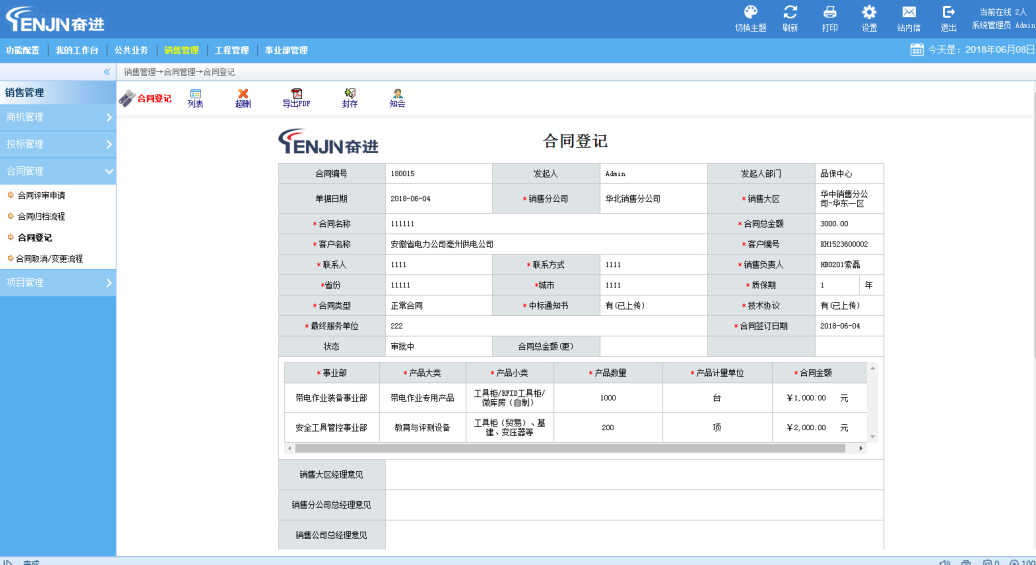 ENJIN奋进
切换主题 刷新 打印 设置 站内信 退出
当前在线 2人
系统管理员 Admin
功能配置 我的工作台 公共业务 销售管理 工程管理 事业部管理
今天是：2018年06月08日
销售管理→合同管理→合同登记
销售管理
商机管理
投标管理
合同管理
合同评审申请
合同归档流程
合同登记
合同取消/变更流程
项目管理
合同登记 列表 超删 导出PDF 封存 知会
ENJIN奋进
合同登记
合同编号 180015 发起人 Admin 发起人部门 品保中心
单据日期 2018-06-04 *销售分公司 华北销售分公司 *销售大区 华中销售分公
司-华东一区
*合同名称 111111 *合同总金额 3000.00
*客户名称 安徽省电力公司亳州供电公司 *客户编号 KH1523600002
*联系人 1111 *联系方式 1111 *销售负责人 HB0201索磊
*省份 11111 *城市 1111 *质保期 1 年
*合同类型 正常合同 *中标通知书 有(已上传) *技术协议 有(已上传)
*最终服务单位 222 *合同签订日期 2018-06-04
状态 审批中 合同总金额(更)
*事业部 *产品大类 *产品小类 *产品数量 *产品计量单位 *合同金额
带电作业装备事业部 带电作业专用产品 工具柜/RFID工具柜/
微库房（自制） 1000 台 ￥1,000.00 元
安全工具管控事业部 教育与评测设备 工具柜（贸易）、基
建、变压器等 200 项 ￥2,000.00 元
销售大区经理意见
销售分公司总经理意见
销售公司总经理意见
完成
0 100